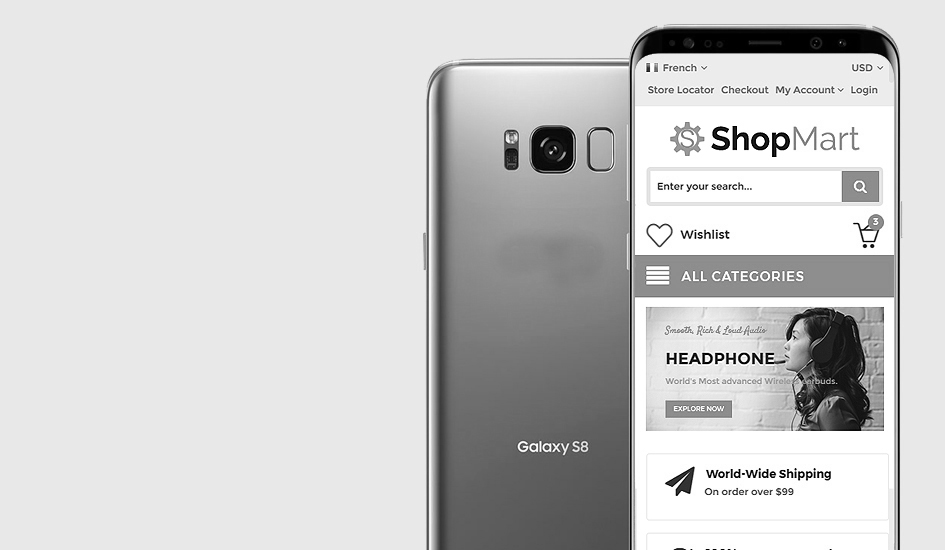 French USD
Store Locator Checkout My Account Login
ShopMart
Enter your search...
Wishlist 3
ALL CATEGORIES
Smooth, Rich & Loud Audio
HEADPHONE
World's Most advanced Wireless earbuds.
EXPLORE NOW
World-Wide Shipping
On order over $99
Galaxy S8